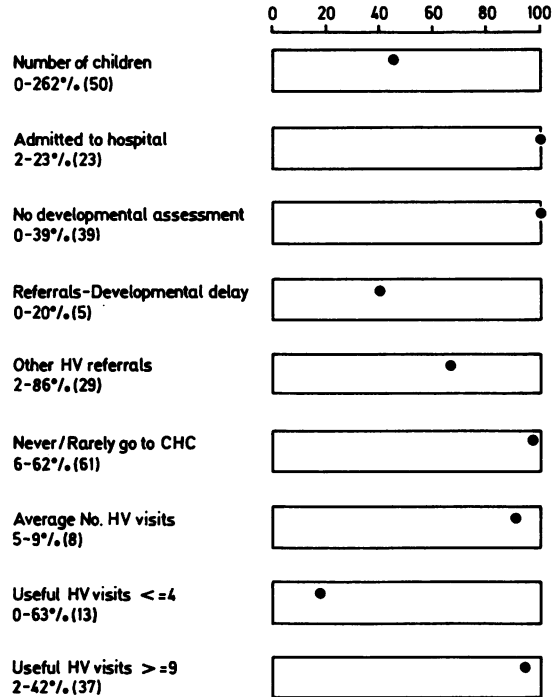 0 20 40 60 80 100
Number of children
0-262°/. (50)
Admitted to hospital
2-23°/. (23)
No developmental assessment
0-39°/. (39)
Referrals-Developmental delay
0-20°/. (5)
Other HV referrals
2-86°/. (29)
Never/Rarely go to CHC
6-62°/. (61)
Average No. HV visits
5-9°/. (8)
Useful HV visits <=4
0-63°/. (13)
Useful HV visits >=9
2-42°/. (37)